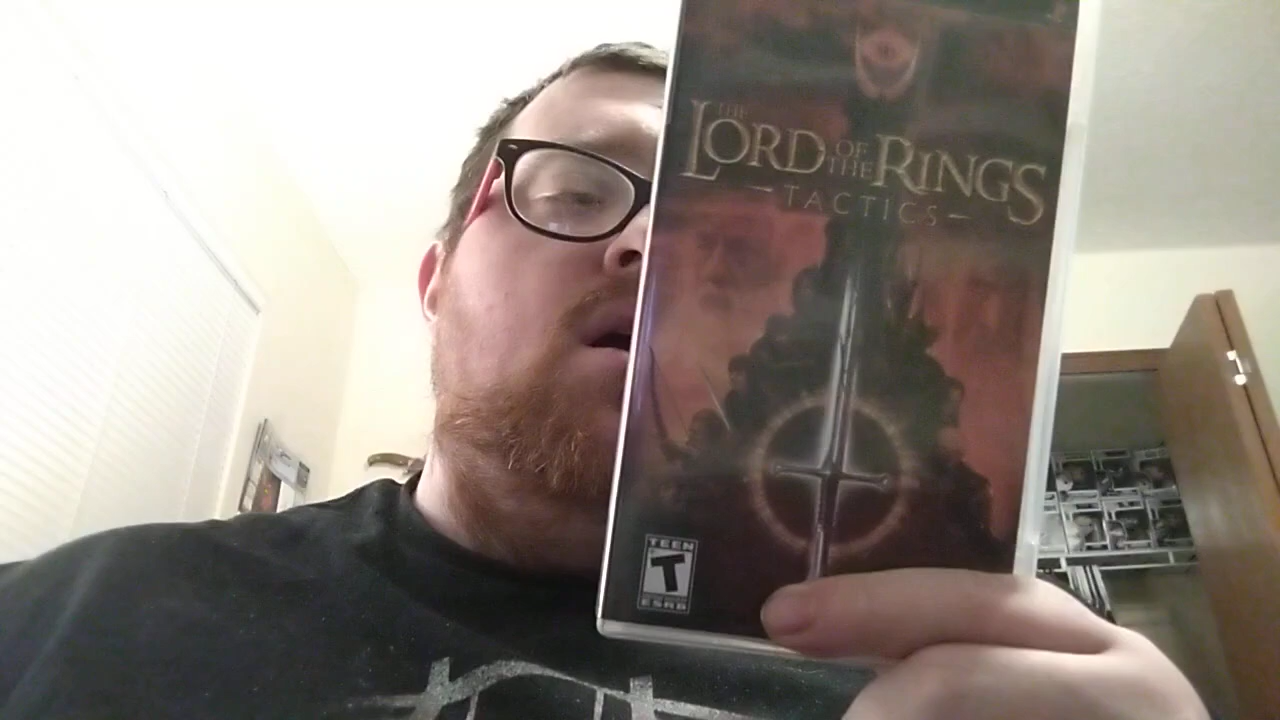 THE
LORD OF THE RINGS
TACTICS
TEEN
T
ESRB